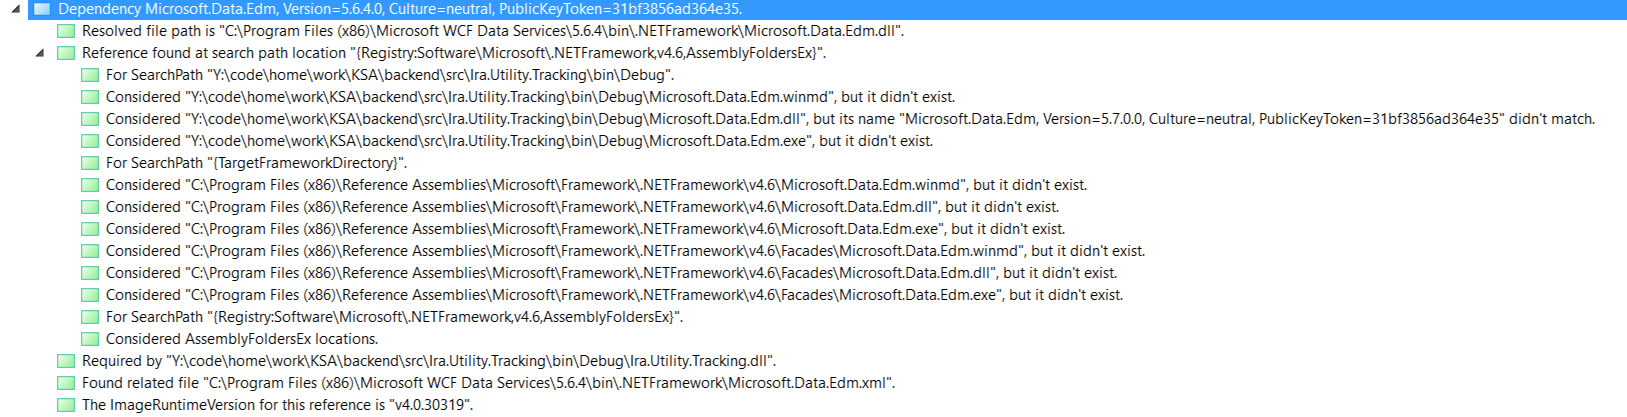 Dependency Microsoft.Data.Edm, Version=5.6.4.0, Culture=neutral, PublicKeyToken=31bf3856ad364e35.
Resolved file path is "C:\Program Files (x86)\Microsoft WCF Data Services\5.6.4\bin\.NETFramework\Microsoft.Data.Edm.dll".
Reference found at search path location "{Registry:Software\Microsoft\.NETFramework,v4.6,AssemblyFoldersEx}".
For SearchPath "Y:\code\home\work\KSA\backend\src\Ira.Utility.Tracking\bin\Debug".
Considered "Y:\code\home\work\KSA\backend\src\Ira.Utility.Tracking\bin\Debug\Microsoft.Data.Edm.winmd", but it didn't exist.
Considered "Y:\code\home\work\KSA\backend\src\Ira.Utility.Tracking\bin\Debug\Microsoft.Data.Edm.dll", but its name "Microsoft.Data.Edm, Version=5.7.0.0, Culture=neutral, PublicKeyToken=31bf3856ad364e35" didn't match.
Considered "Y:\code\home\work\KSA\backend\src\Ira.Utility.Tracking\bin\Debug\Microsoft.Data.Edm.exe", but it didn't exist.
For SearchPath "{TargetFrameworkDirectory}".
Considered "C:\Program Files (x86)\Reference Assemblies\Microsoft\Framework\.NETFramework\v4.6\Microsoft.Data.Edm.winmd", but it didn't exist.
Considered "C:\Program Files (x86)\Reference Assemblies\Microsoft\Framework\.NETFramework\v4.6\Microsoft.Data.Edm.dll", but it didn't exist.
Considered "C:\Program Files (x86)\Reference Assemblies\Microsoft\Framework\.NETFramework\v4.6\Microsoft.Data.Edm.exe", but it didn't exist.
Considered "C:\Program Files (x86)\Reference Assemblies\Microsoft\Framework\.NETFramework\v4.6\Facades\Microsoft.Data.Edm.winmd", but it didn't exist.
Considered "C:\Program Files (x86)\Reference Assemblies\Microsoft\Framework\.NETFramework\v4.6\Facades\Microsoft.Data.Edm.dll", but it didn't exist.
Considered "C:\Program Files (x86)\Reference Assemblies\Microsoft\Framework\.NETFramework\v4.6\Facades\Microsoft.Data.Edm.exe", but it didn't exist.
For SearchPath "{Registry:Software\Microsoft\.NETFramework,v4.6,AssemblyFoldersEx}".
Considered AssemblyFoldersEx locations.
Required by "Y:\code\home\work\KSA\backend\src\Ira.Utility.Tracking\bin\Debug\Ira.Utility.Tracking.dll".
Found related file "C:\Program Files (x86)\Microsoft WCF Data Services\5.6.4\bin\.NETFramework\Microsoft.Data.Edm.xml".
The ImageRuntimeVersion for this reference is "v4.0.30319".